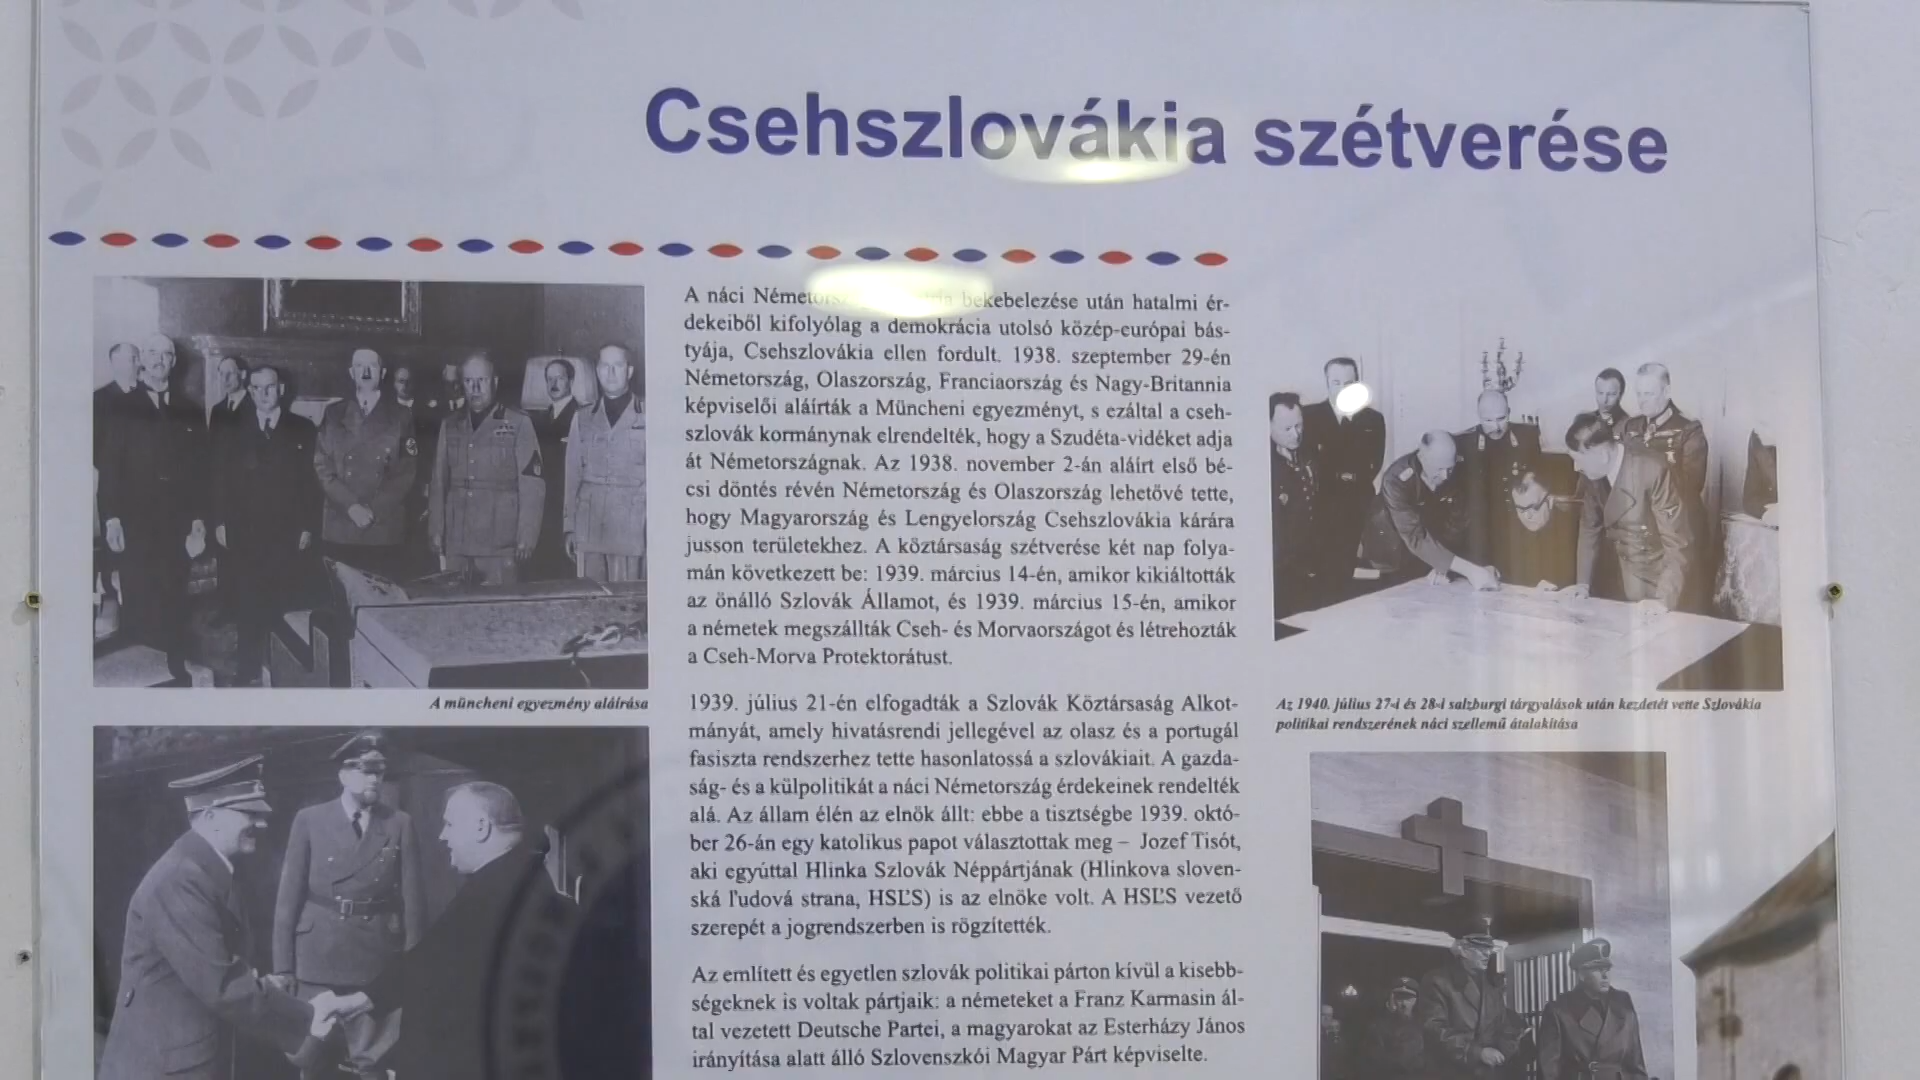 Csehszlovákia szétverése
A náci bekebelezése után hatalmi ér-
dekeiből kifolyólag a demokrácia utolsó közép-európai bás-
tyája, Csehszlovákia ellen fordult. 1938. szeptember 29-én
Németország, Olaszország, Franciaország és Nagy-Britannia
képviselői aláírták a Müncheni egyezményt, s ezáltal a cseh-
szlovák kormánynak elrendelték, hogy a Szudéta-vidéket adja
át Németországnak. Az 1938. november 2-án aláírt első bé-
csi döntés révén Németország és Olaszország lehetővé tette,
hogy Magyarország és Lengyelország Csehszlovákia kárára
jusson területekhez. A köztársaság szétverése két nap folya-
mán következett be: 1939. március 14-én, amikor kikiáltották
az önálló Szlovák Államot, és 1939. március 15-én, amikor
a németek megszállták Cseh- és Morvaországot és létrehozták
a Cseh-Morva Protektorátust.
1939. július 21-én elfogadták a Szlovák Köztársaság Alkot-
mányát, amely hivatásrendi jellegével az olasz és a portugál
fasiszta rendszerhez tette hasonlatossá a szlovákiait. A gazda-
ság- és a külpolitikát a náci Németország érdekeinek rendelték
alá. Az állam élén az elnök állt: ebbe a tisztségbe 1939. októ-
ber 26-án egy katolikus papot választottak meg – Jozef Tisót,
aki egyúttal Hlinka Szlovák Néppártjának (Hlinkova sloven-
ská ľudová strana, HSĽS) is az elnöke volt. A HSĽS vezető
szerepét a jogrendszerben is rögzítették.
Az említett és egyetlen szlovák politikai párton kívül a kisebb-
ségeknek is voltak pártjaik: a németeket a Franz Karmasin ál-
tal vezetett Deutsche Partei, a magyarokat az Esterházy János
irányítása alatt álló Szlovenszkói Magyar Párt képviselte.
A müncheni egyezmény aláírása
Az 1940. július 27-i és 28-i salzburgi tárgyalások után kezdetét vette Szlovákia
politikai rendszerének náci szellemű átalakítása